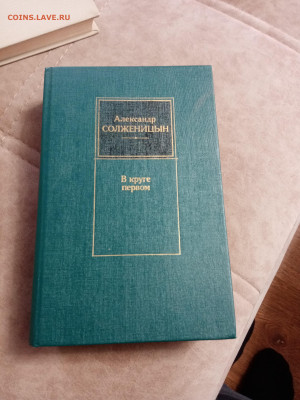 COINS.LAVE.RU
Александр
СОЛЖЕНИЦЫН
В круге
первом